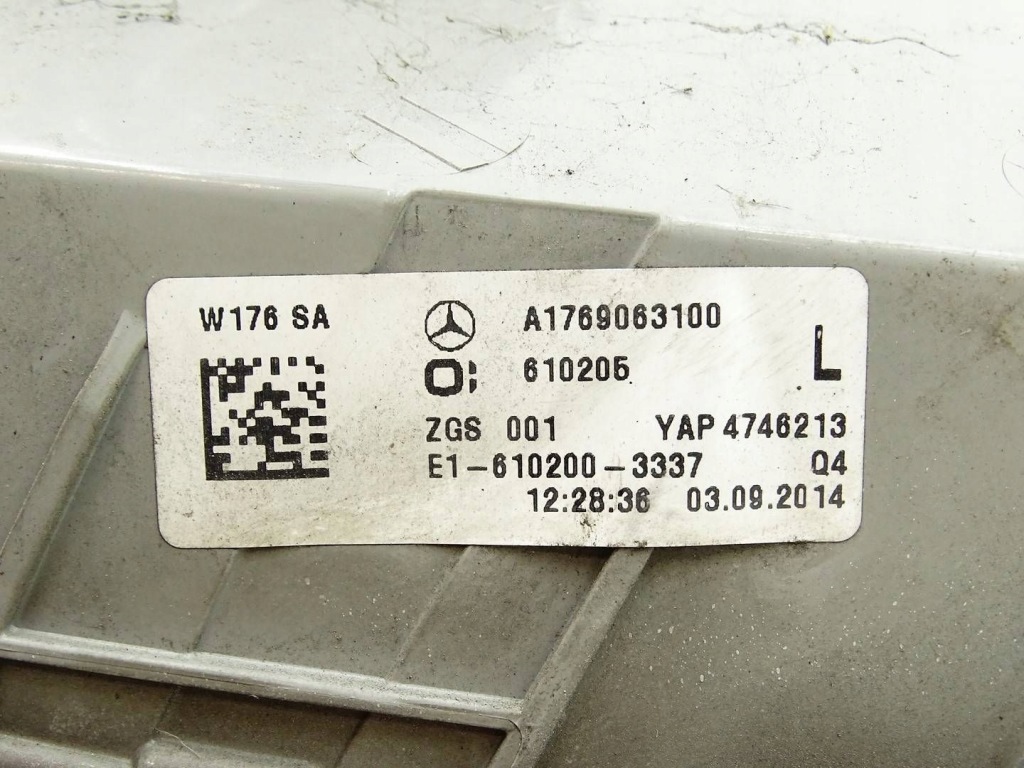 W176 SA
A1769063100
610205
L
ZGS 001 YAP 4746213
E1-610200-3337 Q4
12:28:36 03.09.2014